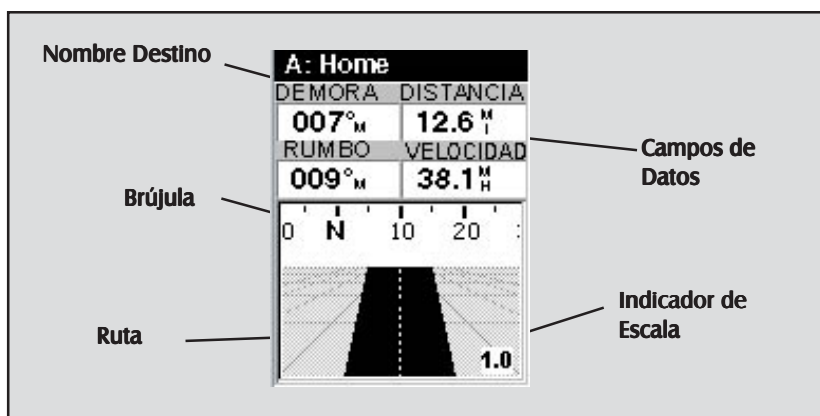 Nombre Destino
A: Home
DEMORA DISTANCIA
007°M 12.6 MI
RUMBO VELOCIDAD
009°M 38.1 MH
Campos de
Datos
Brújula
0 N 10 20
Ruta
Indicador de
Escala
1.0